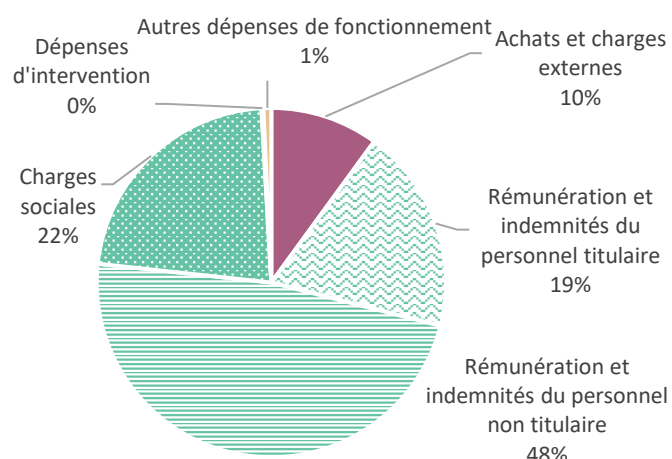 Autres dépenses de fonctionnement
1%
Dépenses
d'intervention
0%
Achats et charges
externes
10%
Charges
sociales
22%
Rémunération et
indemnités du
personnel titulaire
19%
Rémunération et
indemnités du personnel
non titulaire
48%